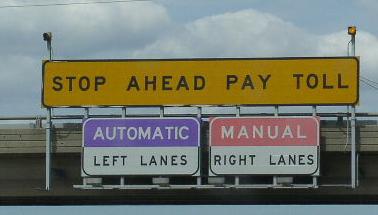 STOP AHEAD PAY TOLL
AUTOMATIC
LEFT LANES
MANUAL
RIGHT LANES